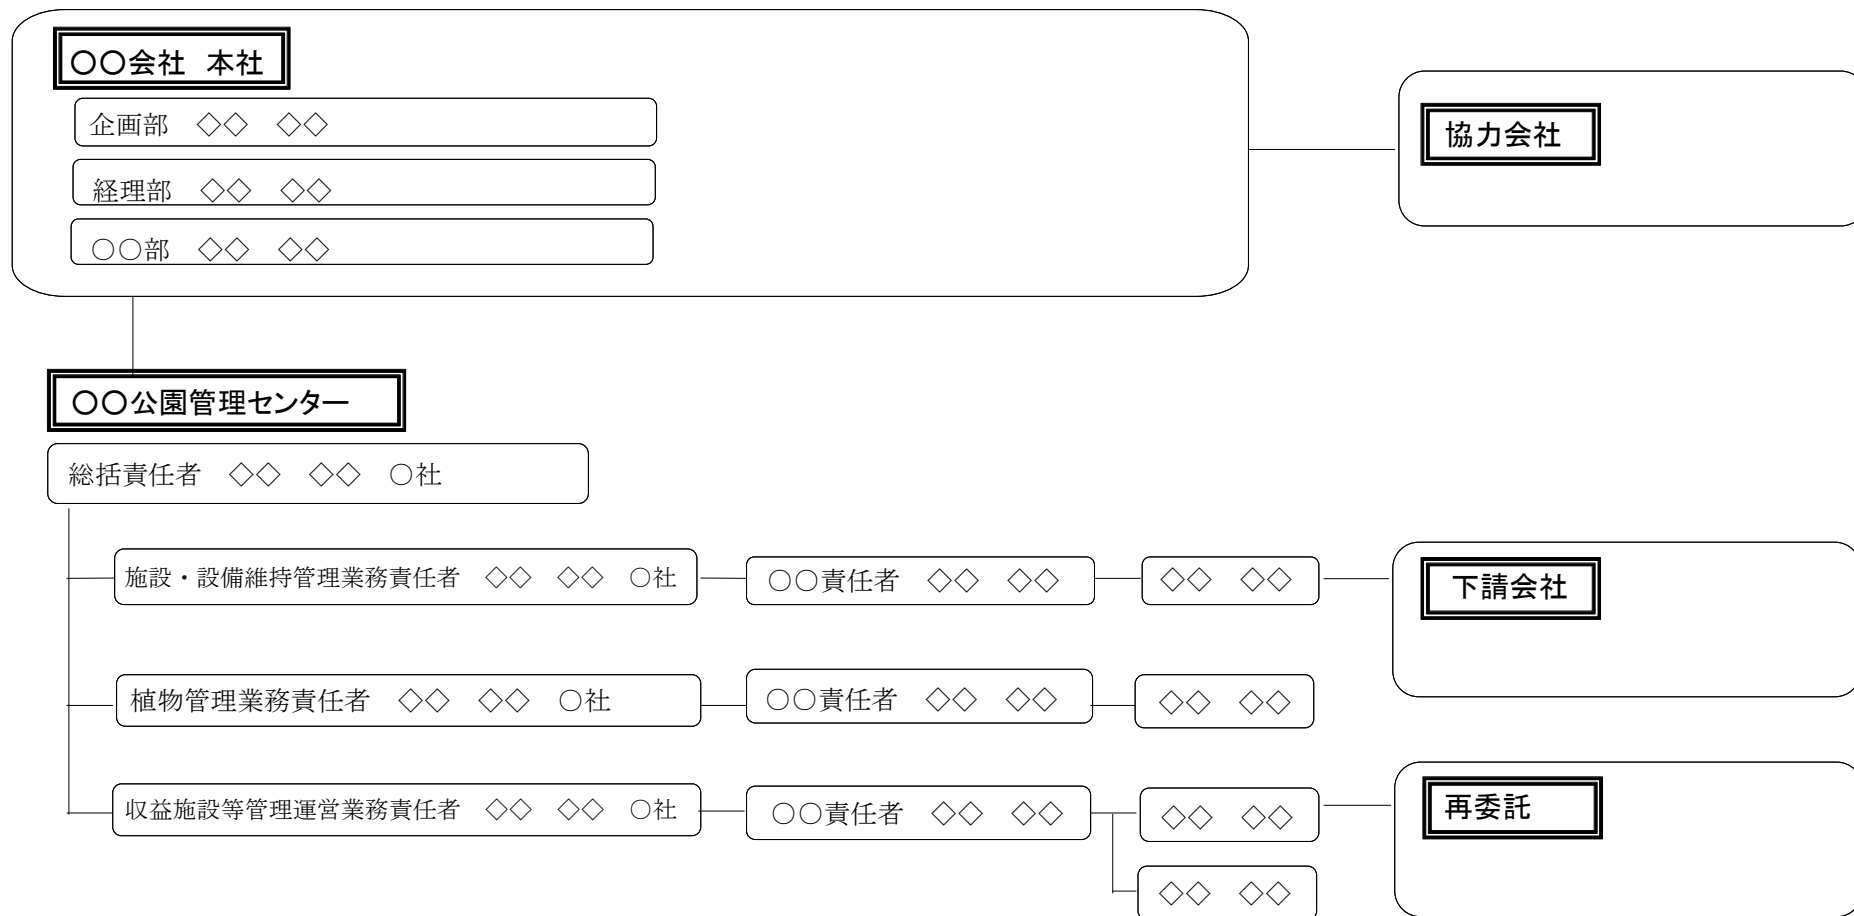 〇〇会社 本社
企画部 ◇◇ ◇◇
協力会社
経理部 ◇◇ ◇◇
○○部 ◇◇ ◇◇
〇〇公園管理センター
総括責任者 ◇◇ ◇◇ ○社
施設・設備維持管理業務責任者 ◇◇ ◇◇ ○社
○○責任者 ◇◇ ◇◇
◇◇ ◇◇
下請会社
植物管理業務責任者 ◇◇ ◇◇ ○社
○○責任者 ◇◇ ◇◇
◇◇ ◇◇
収益施設等管理運営業務責任者 ◇◇ ◇◇ ○社
○○責任者 ◇◇ ◇◇
◇◇ ◇◇
再委託
◇◇ ◇◇